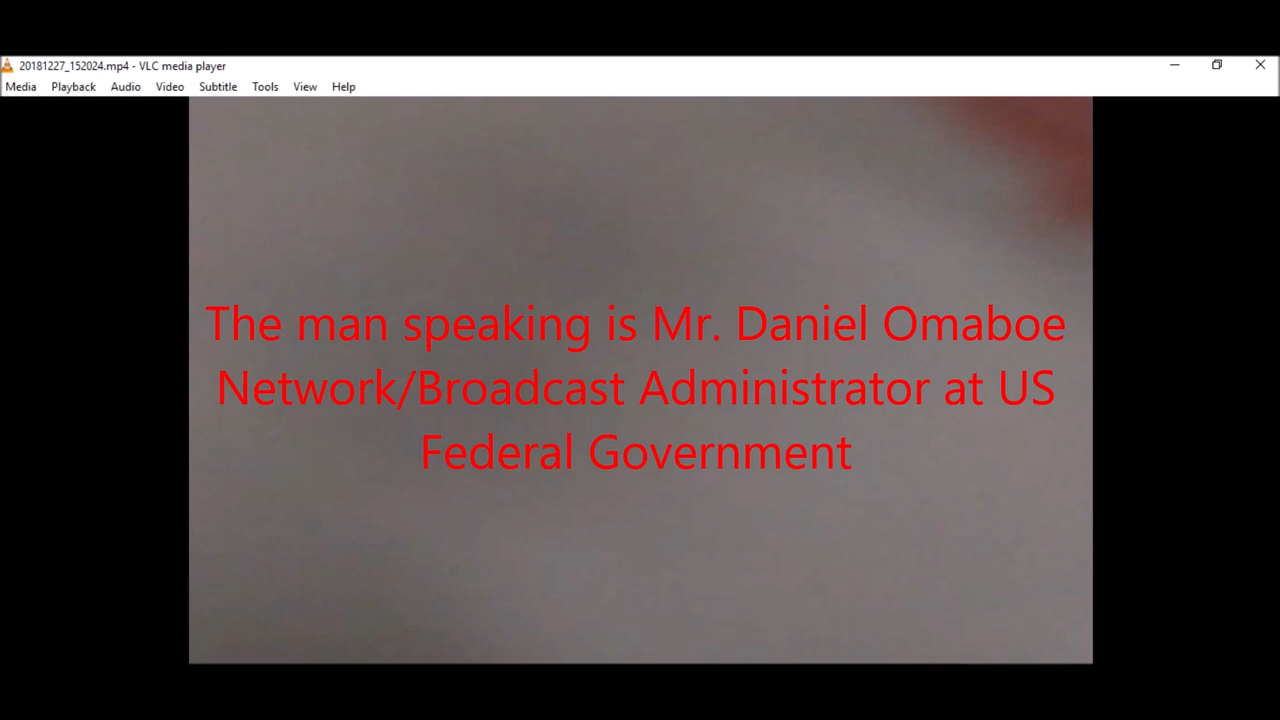 20181227_152024.mp4 - VLC media player
Media Playback Audio Video Subtitle Tools View Help
The man speaking is Mr. Daniel Omaboe
Network/Broadcast Administrator at US
Federal Government